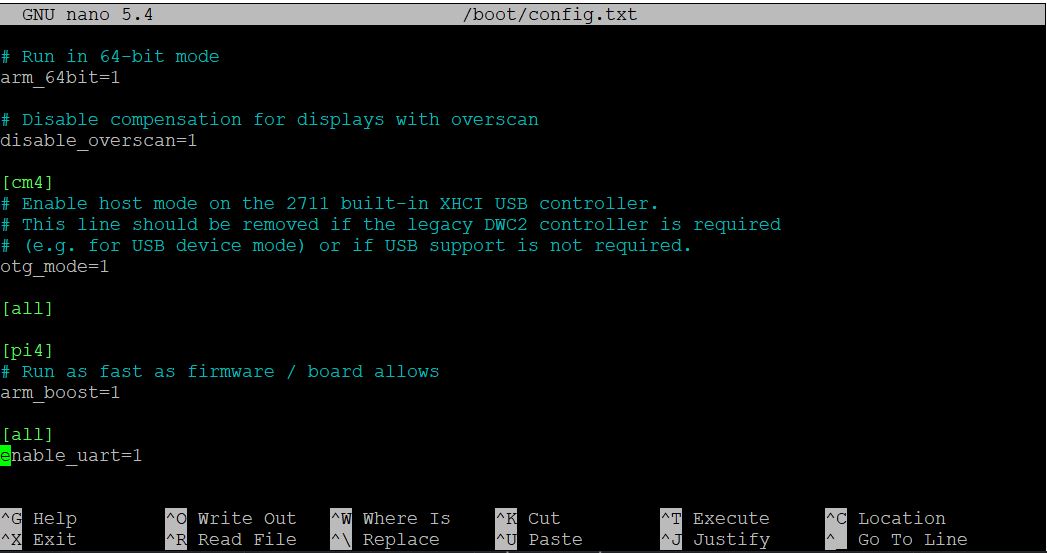 GNU nano 5.4 /boot/config.txt
# Run in 64-bit mode
arm_64bit=1
# Disable compensation for displays with overscan
disable_overscan=1
[cm4]
# Enable host mode on the 2711 built-in XHCI USB controller.
# This line should be removed if the legacy DWC2 controller is required
# (e.g. for USB device mode) or if USB support is not required.
otg_mode=1
[all]
[pi4]
# Run as fast as firmware / board allows
arm_boost=1
[all]
enable_uart=1
^G Help ^O Write Out ^W Where Is ^K Cut ^T Execute ^C Location
^X Exit ^R Read File ^\ Replace ^U Paste ^J Justify ^_ Go To Line